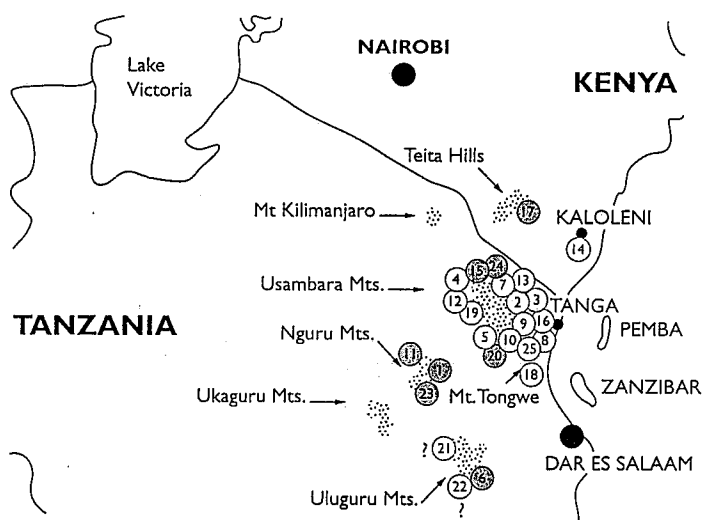 NAIROBI
Lake
Victoria
KENYA
Teita Hills
17
Mt Kilimanjaro
KALOLENI
14
15
24
4
7
13
Usambara Mts.
12
2
3
TANGA
19
9
16
TANZANIA
PEMBA
Nguru Mts.
5
10
8
25
11
20
1
18
ZANZIBAR
Ukaguru Mts.
23
Mt. Tongwe
?
21
DAR ES SALAAM
6
22
Uluguru Mts.
?